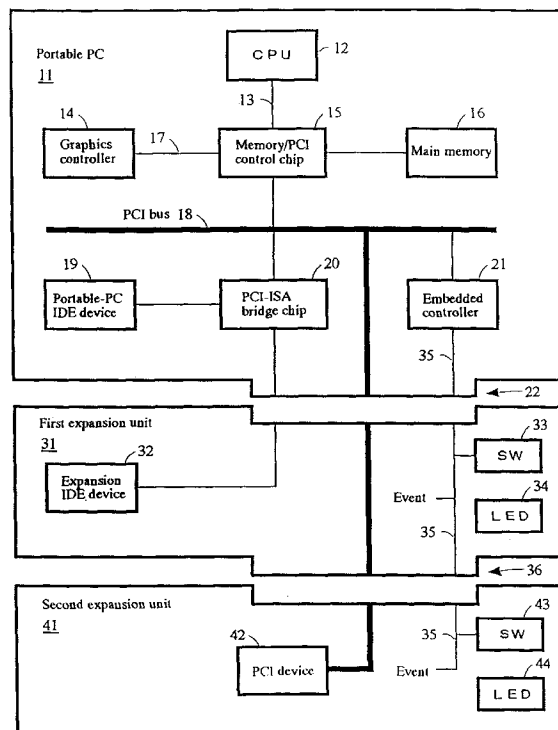 Portable PC
11
CPU
12
13
14
15
16
Graphics
controller
17
Memory/PCI
control chip
Main memory
PCI bus 18
19
20
21
Portable-PC
IDE device
PCI-ISA
bridge chip
Embedded
controller
35
22
First expansion unit
31
32
33
Expansion
IDE device
SW
34
Event
LED
35
36
Second expansion unit
41
42
43
35
SW
PCI device
44
Event
LED